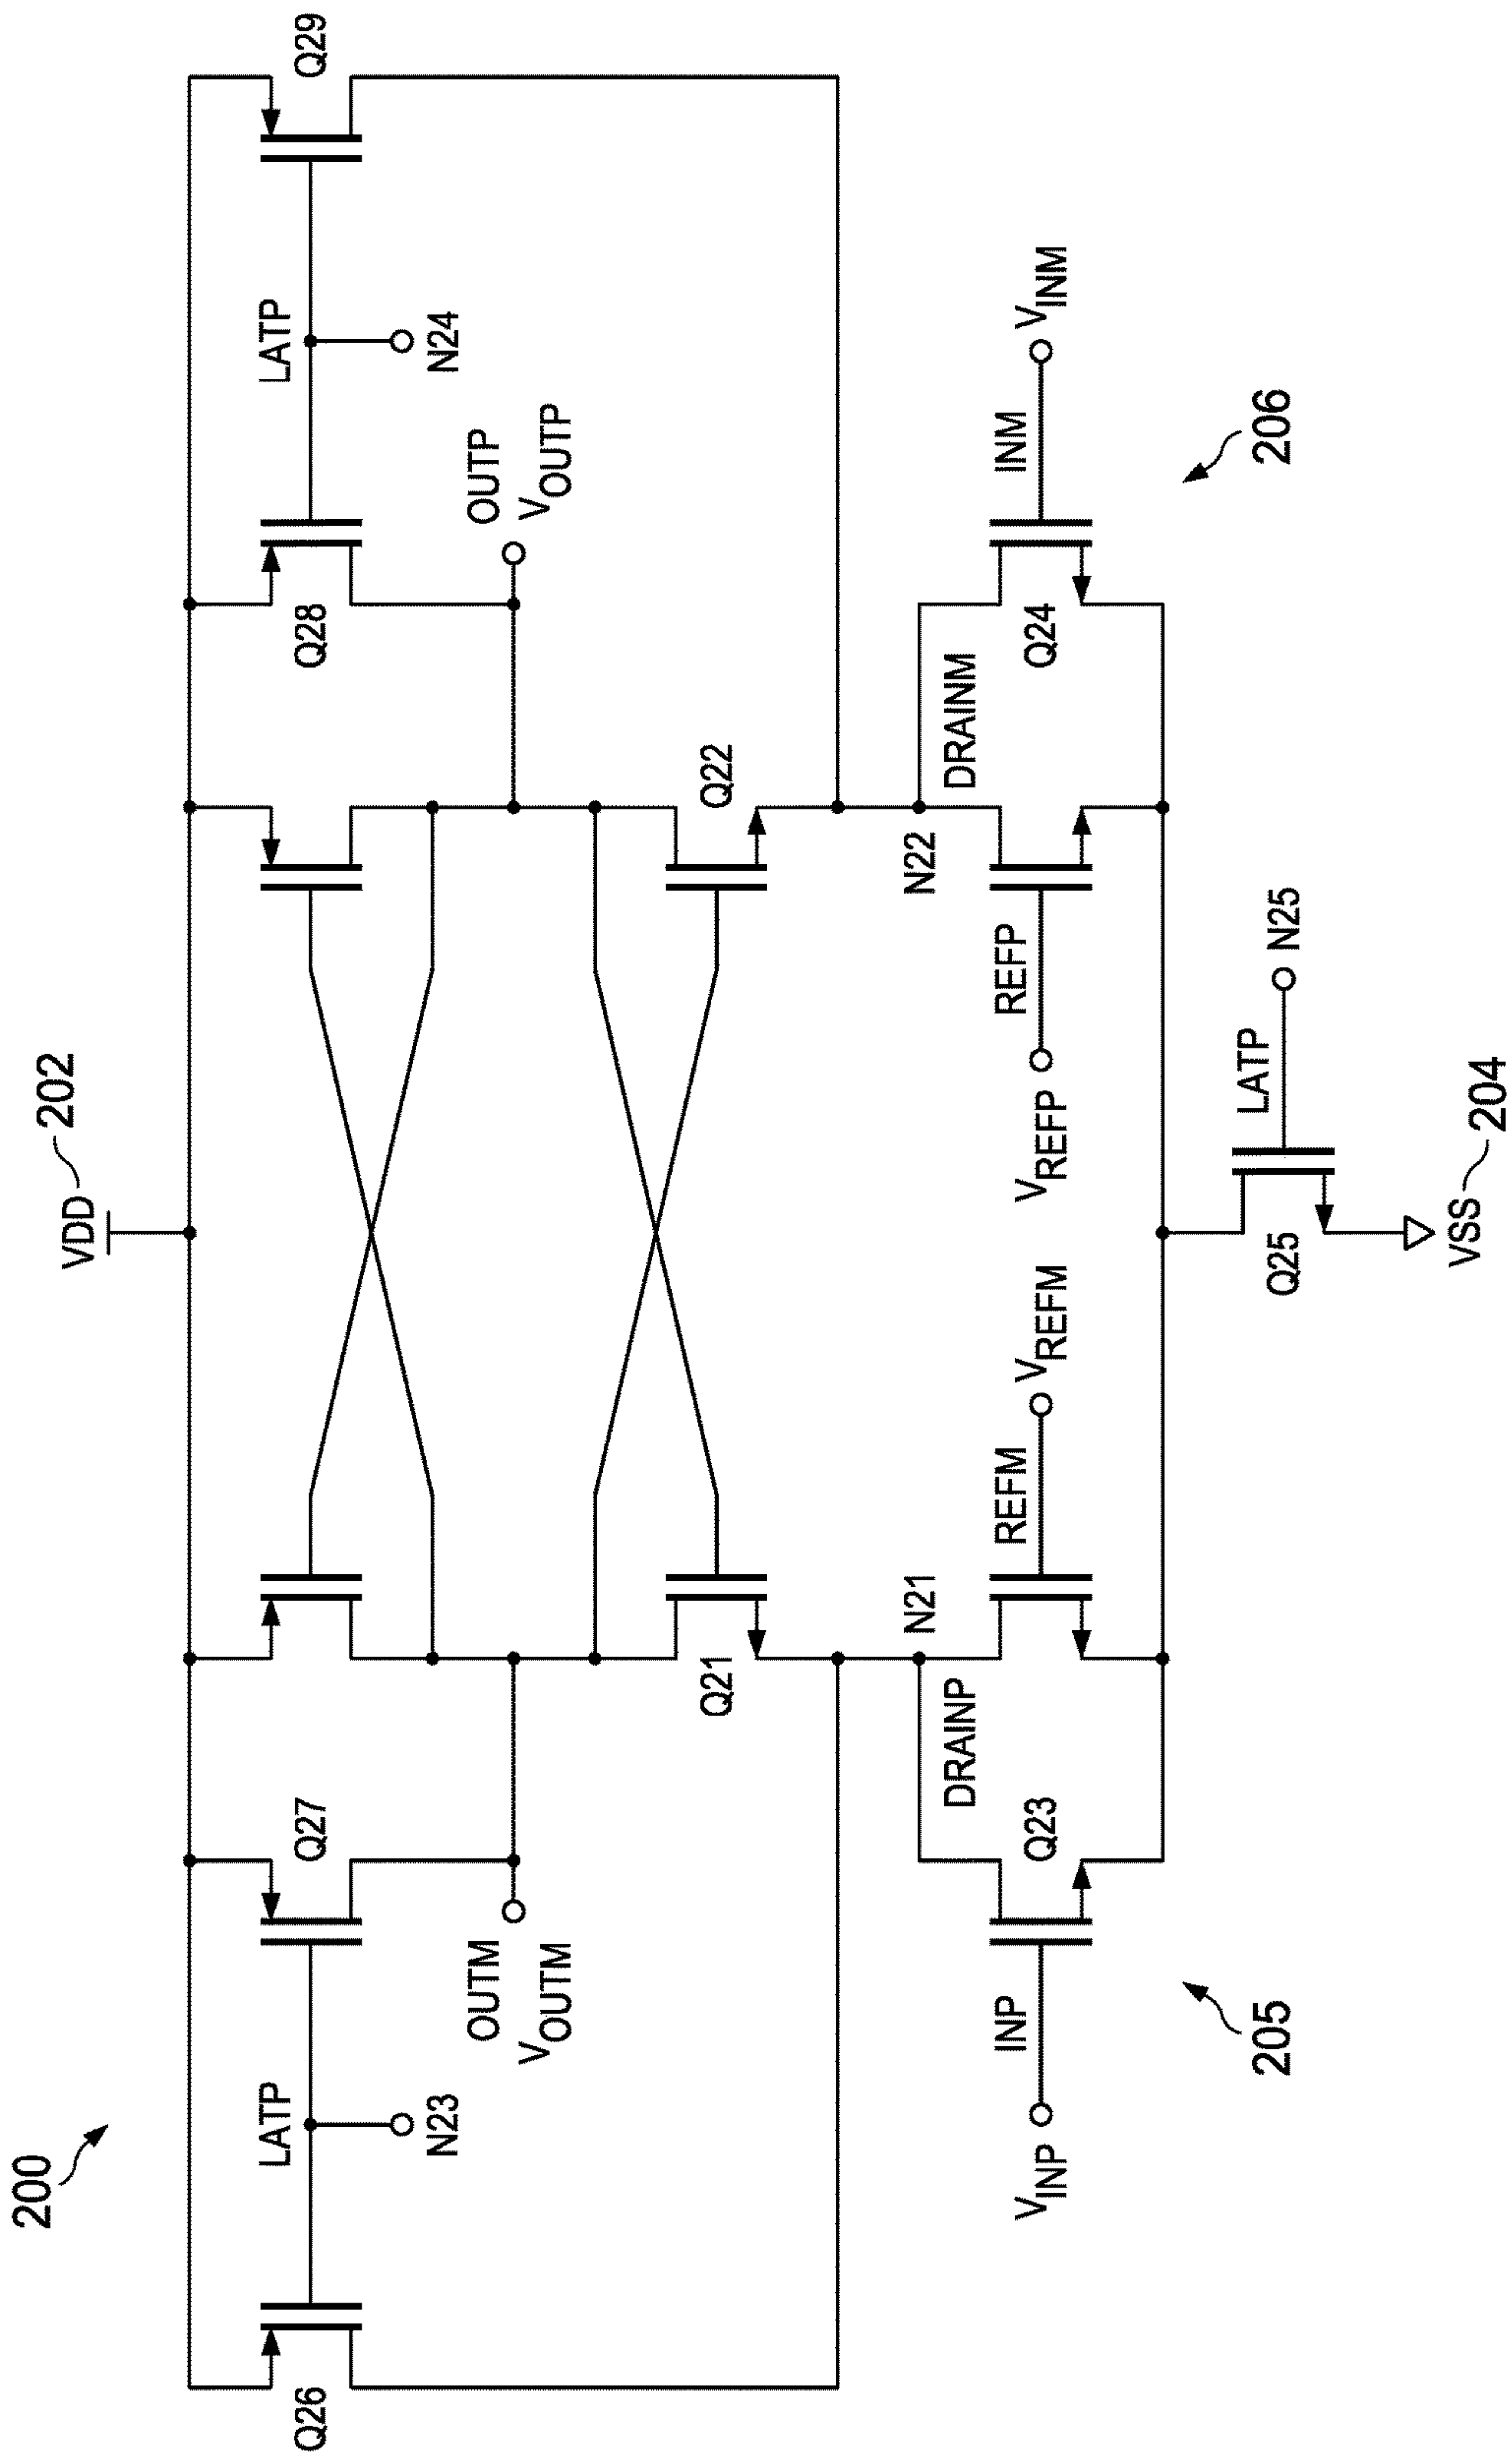 200
VDD 202
Q26
LATP
N23
Q27
LATP
N24
Q28
Q29
OUTM
VOUTM
OUTP
VOUTP
Q21
Q22
N21
N22
DRAINP
DRAINM
VINP
INP
Q23
REFM
VREFM
VREFP
REFP
Q24
INM
VINM
205
206
Q25
LATP
N25
VSS 204